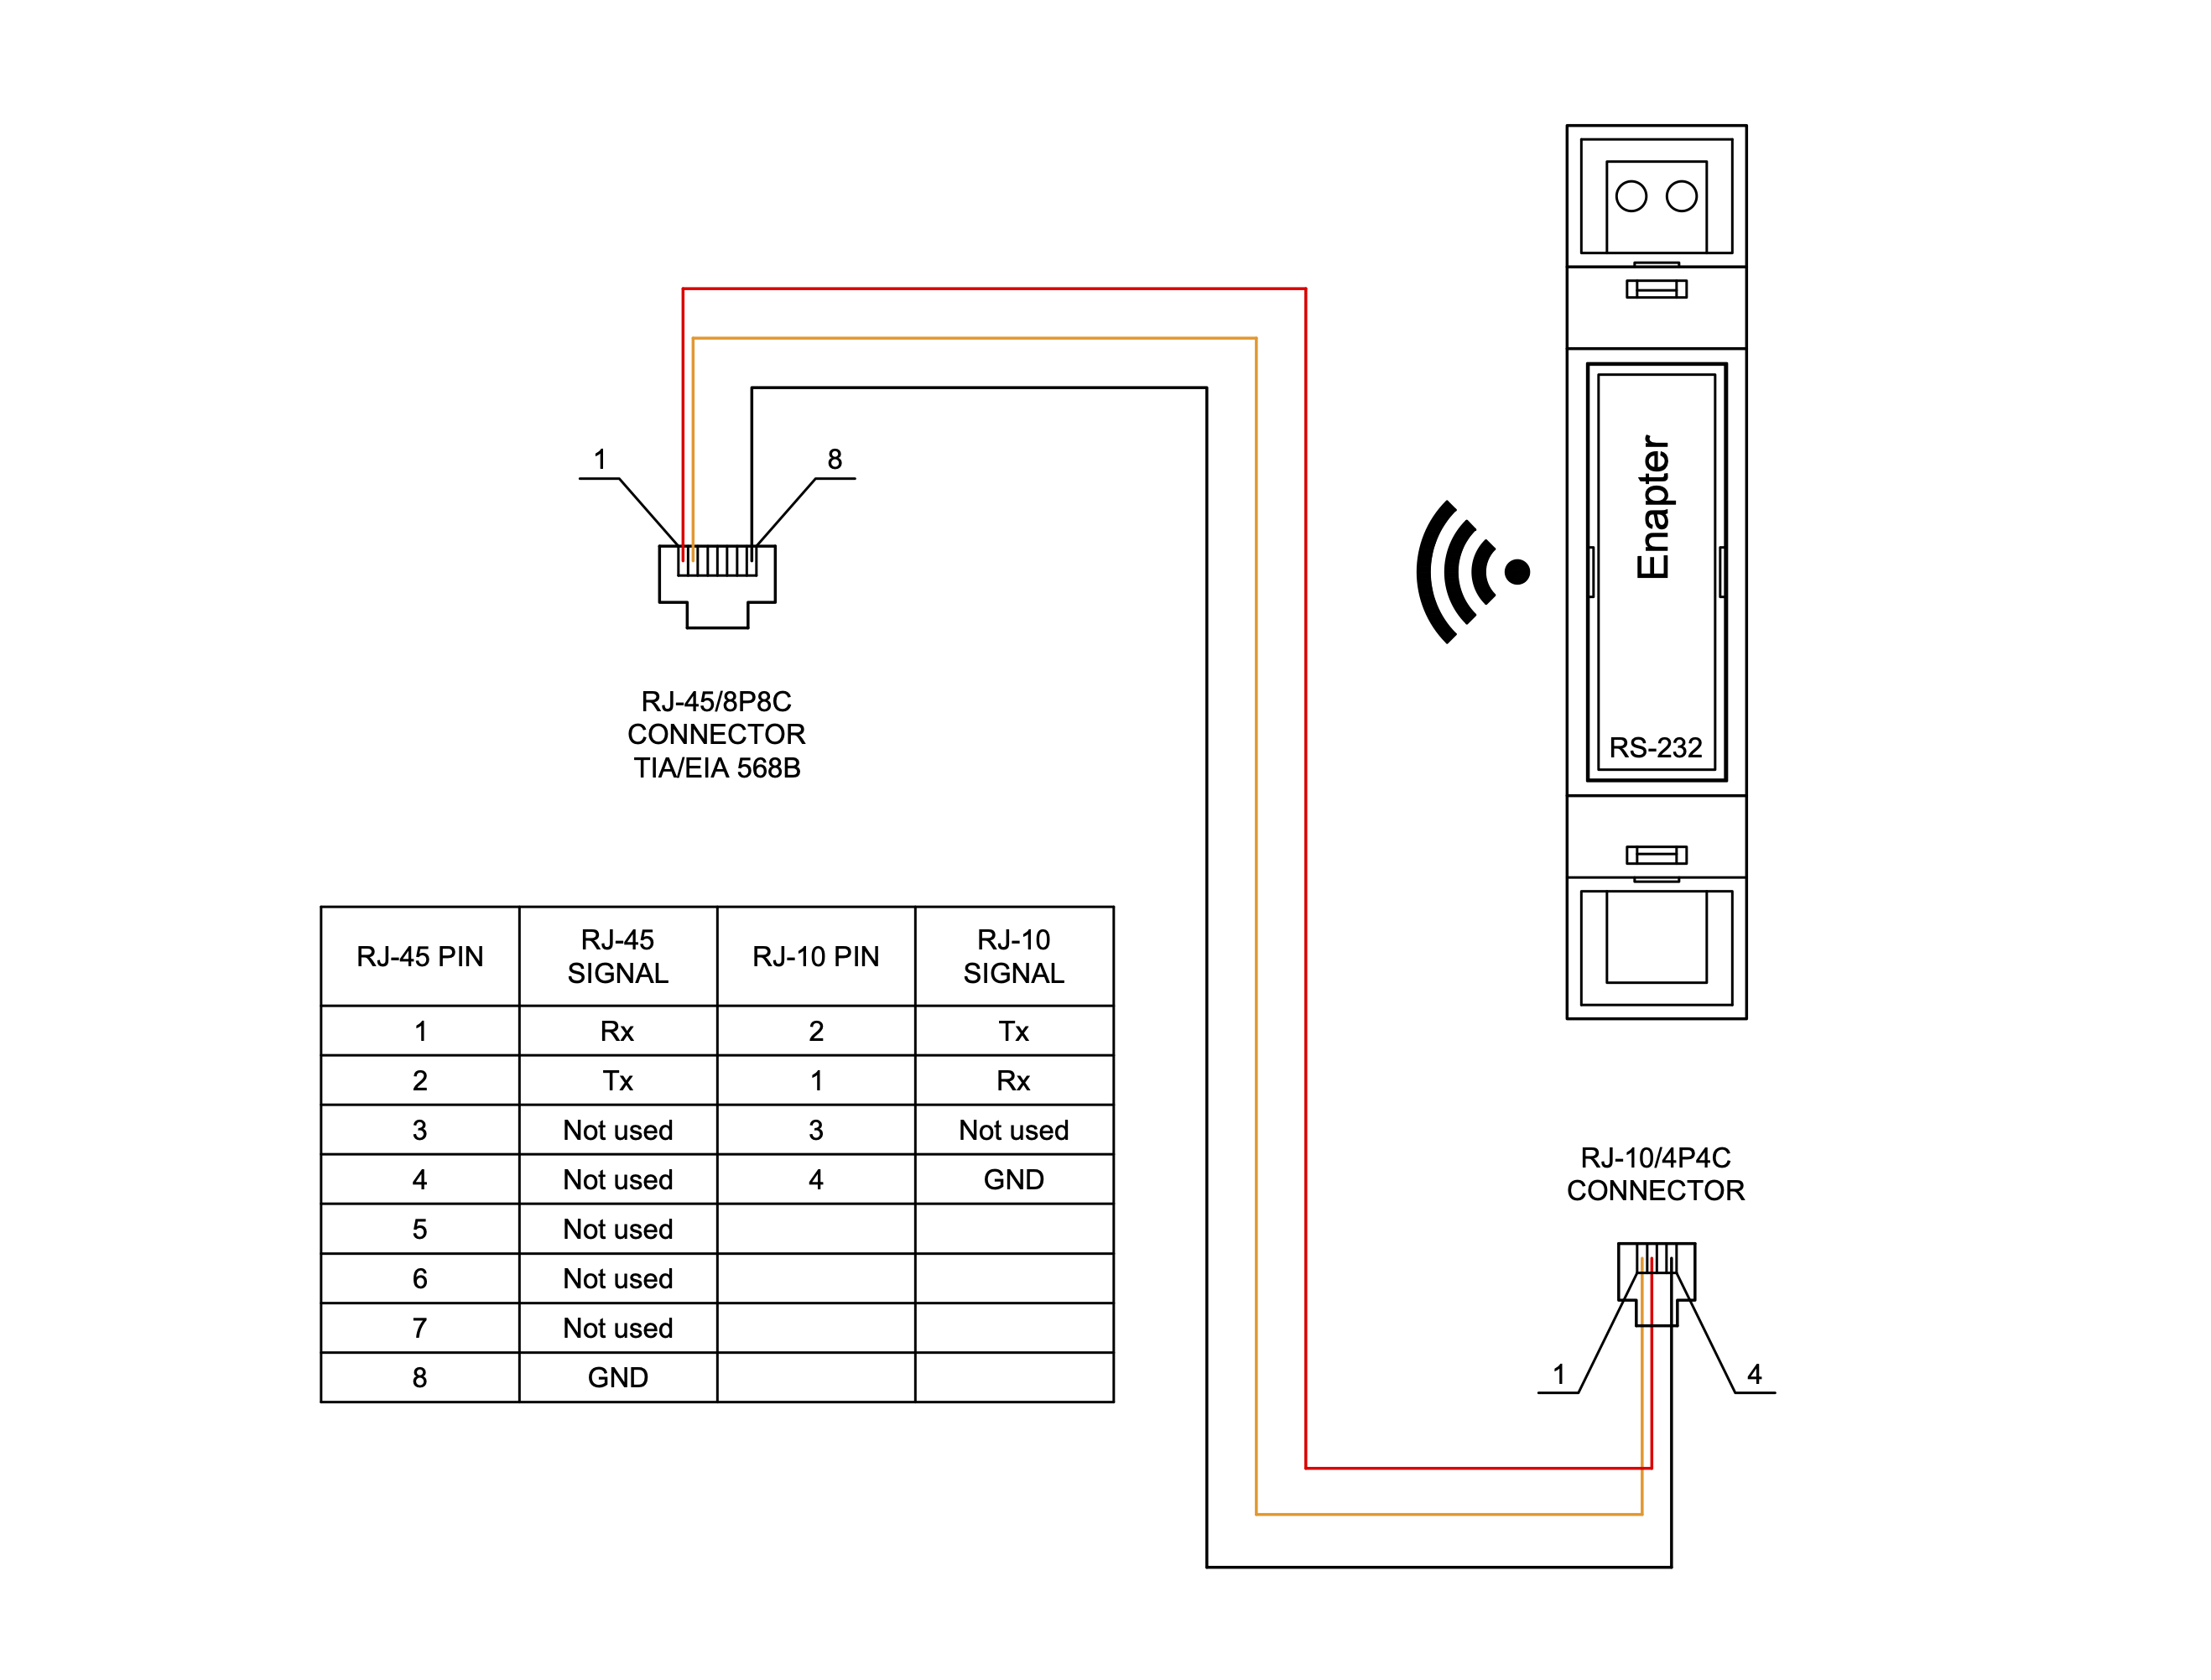 Enapter
1
8
RJ-45/8P8C
CONNECTOR
TIA/EIA 568B
RS-232
RJ-45 PIN RJ-45 SIGNAL RJ-10 PIN RJ-10 SIGNAL
1 Rx 2 Tx
2 Tx 1 Rx
3 Not used 3 Not used
4 Not used 4 GND
5 Not used
6 Not used
7 Not used
8 GND
RJ-10/4P4C
CONNECTOR
1
4